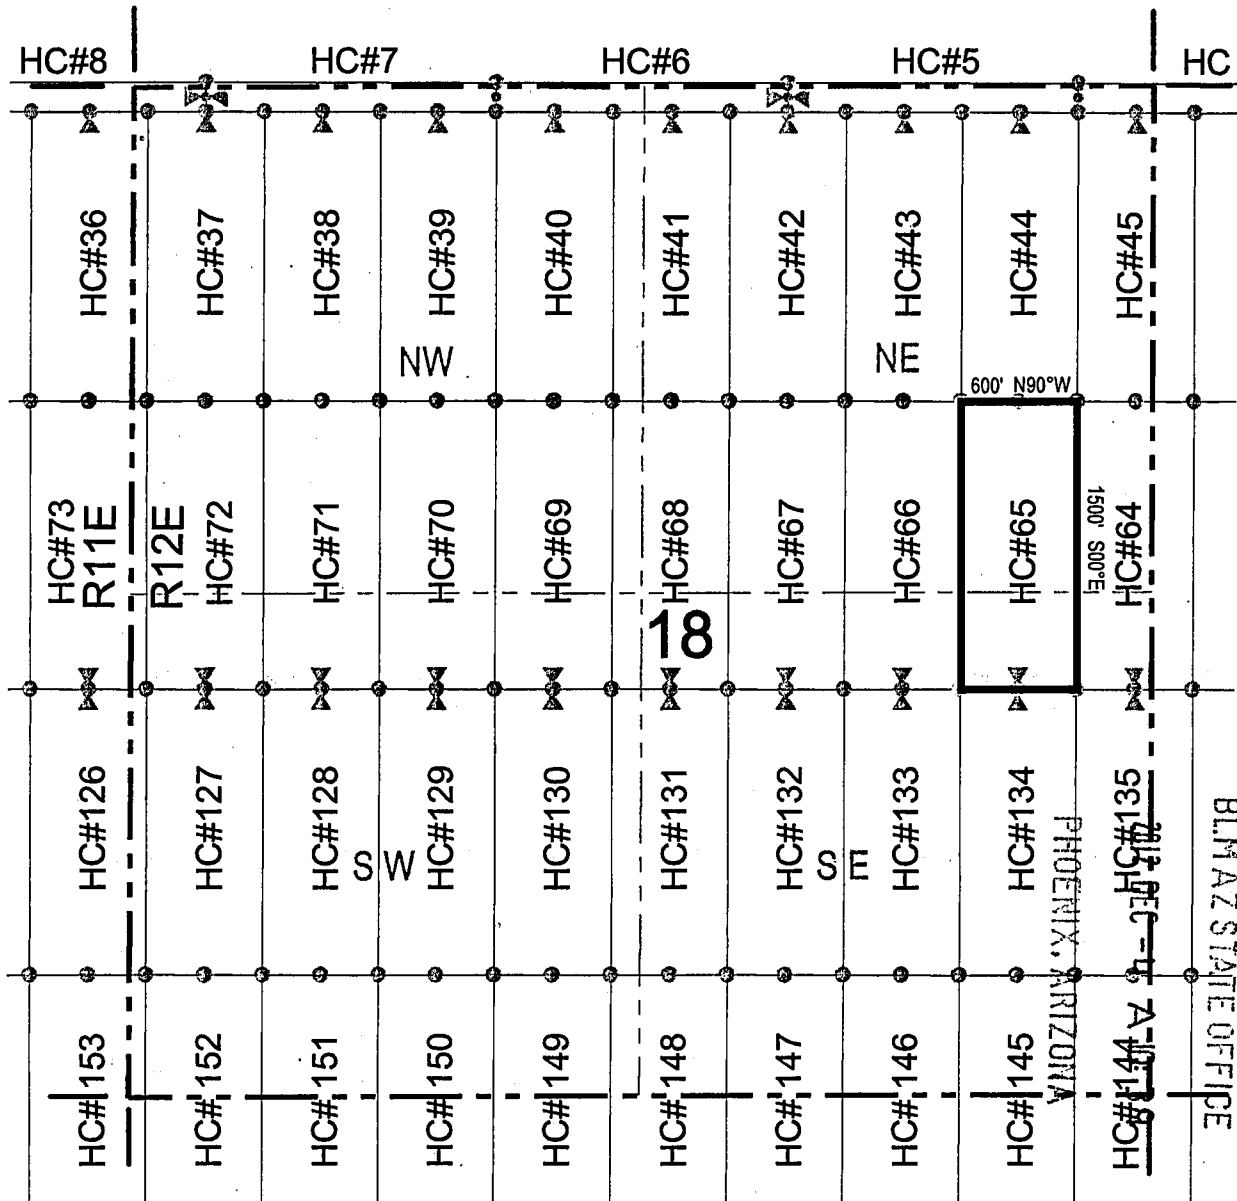 HC#8 HC#7 HC#6 HC#5 HC
HC#36 HC#37 HC#38 HC#39 HC#40 HC#41 HC#42 HC#43 HC#44 HC#45
NW NE
600' N90°W
HC#73 HC#72 HC#71 HC#70 HC#69 HC#68 HC#67 HC#66 HC#65 HC#64
1500' S00°E
R11E R12E
18
HC#126 HC#127 HC#128 HC#129 HC#130 HC#131 HC#132 HC#133 HC#134 HC#135
SW SE
HC#153 HC#152 HC#151 HC#150 HC#149 HC#148 HC#147 HC#146 HC#145 HC#144
BLM AZ STATE OFFICE
DEC -4 A
PHOENIX, ARIZONA